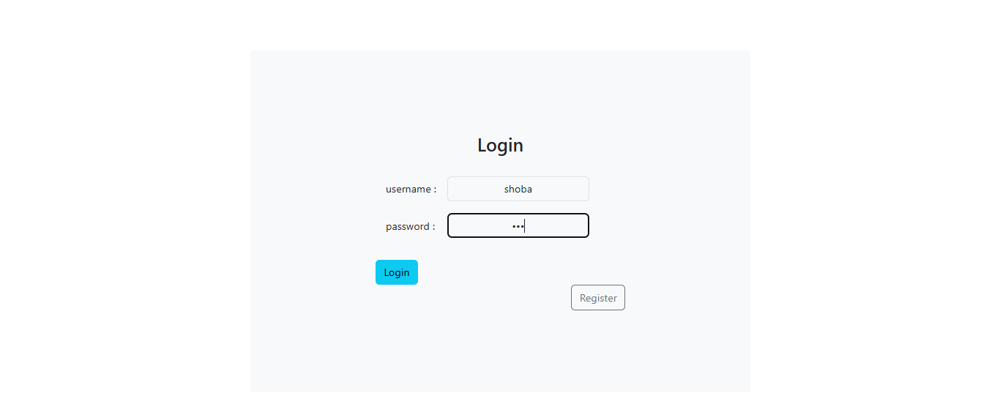 Login
username : shoba
password : •••
Login
Register